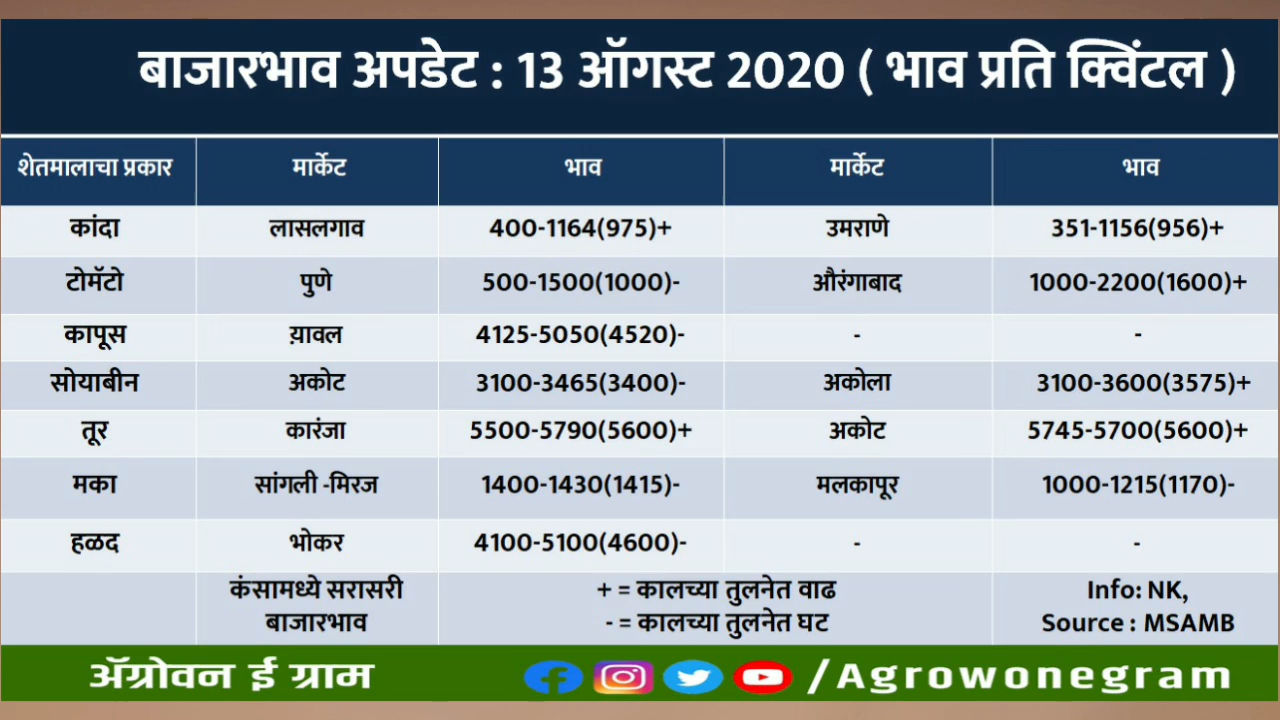 बाजारभाव अपडेट : 13 ऑगस्ट 2020 ( भाव प्रति क्विंटल )
शेतमालाचा प्रकार मार्केट भाव मार्केट भाव
कांदा लासलगाव 400-1164(975)+ उमराणे 351-1156(956)+
टोमॅटो पुणे 500-1500(1000)- औरंगाबाद 1000-2200(1600)+
कापूस य़ावल 4125-5050(4520)- - -
सोयाबीन अकोट 3100-3465(3400)- अकोला 3100-3600(3575)+
तूर कारंजा 5500-5790(5600)+ अकोट 5745-5700(5600)+
मका सांगली -मिरज 1400-1430(1415)- मलकापूर 1000-1215(1170)-
हळद भोकर 4100-5100(4600)- - -
कंसामध्ये सरासरी + = कालच्या तुलनेत वाढ Info: NK,
बाजारभाव - = कालच्या तुलनेत घट Source : MSAMB
ॲग्रोवन ई ग्राम /Agrowonegram